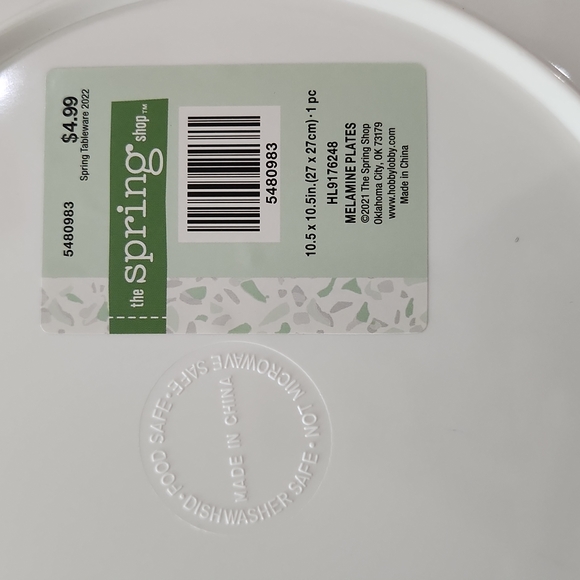 5480983
$4.99
Spring Tableware 2022
the spring shop™
5480983
10.5 x 10.5in.(27 x 27cm)·1 pc
HL9176248
MELAMINE PLATES
©2021 The Spring Shop
Oklahoma City, OK 73179
www.hobbylobby.com
Made in China
FOOD SAFE • DISHWASHER SAFE • NOT MICROWAVE SAFE •
MADE IN CHINA